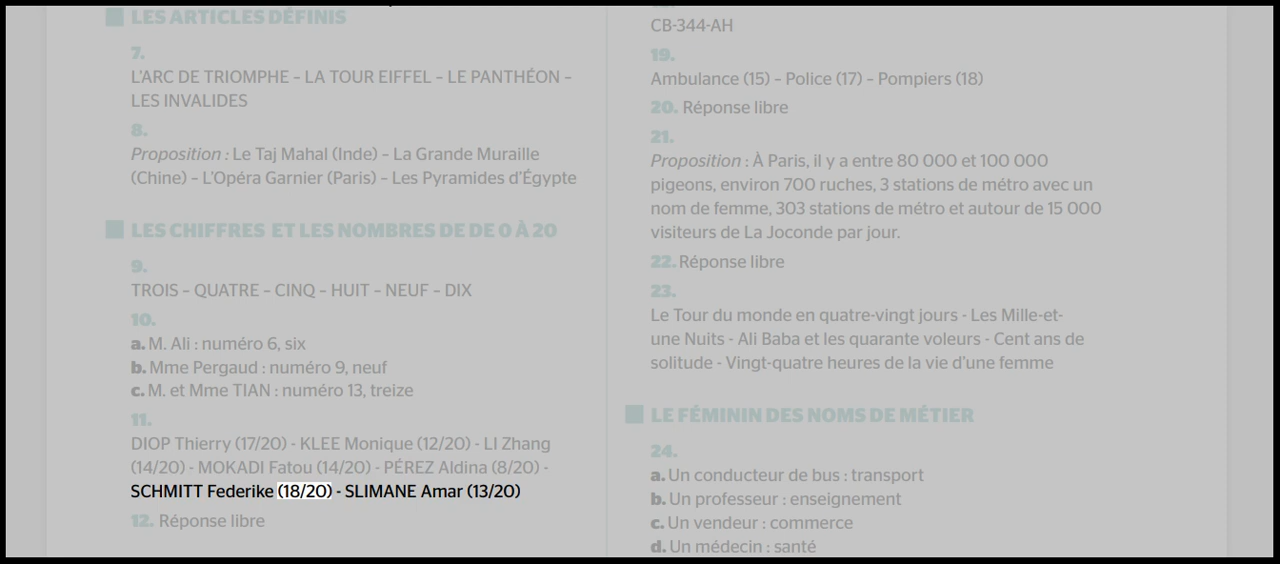 LES ARTICLES DÉFINIS
7.
L'ARC DE TRIOMPHE – LA TOUR EIFFEL – LE PANTHÉON –
LES INVALIDES
8.
Proposition : Le Taj Mahal (Inde) – La Grande Muraille
(Chine) – L'Opéra Garnier (Paris) – Les Pyramides d'Égypte
LES CHIFFRES ET LES NOMBRES DE DE 0 À 20
9.
TROIS – QUATRE – CINQ – HUIT – NEUF – DIX
10.
a. M. Ali : numéro 6, six
b. Mme Pergaud : numéro 9, neuf
c. M. et Mme TIAN : numéro 13, treize
11.
DIOP Thierry (17/20) - KLEE Monique (12/20) - LI Zhang
(14/20) - MOKADI Fatou (14/20) - PÉREZ Aldina (8/20) -
SCHMITT Federike (18/20) - SLIMANE Amar (13/20)
12. Réponse libre
CB-344-AH
19.
Ambulance (15) – Police (17) – Pompiers (18)
20. Réponse libre
21.
Proposition : À Paris, il y a entre 80 000 et 100 000
pigeons, environ 700 ruches, 3 stations de métro avec un
nom de femme, 303 stations de métro et autour de 15 000
visiteurs de La Joconde par jour.
22. Réponse libre
23.
Le Tour du monde en quatre-vingt jours - Les Mille-et-
une Nuits - Ali Baba et les quarante voleurs - Cent ans de
solitude - Vingt-quatre heures de la vie d'une femme
LE FÉMININ DES NOMS DE MÉTIER
24.
a. Un conducteur de bus : transport
b. Un professeur : enseignement
c. Un vendeur : commerce
d. Un médecin : santé